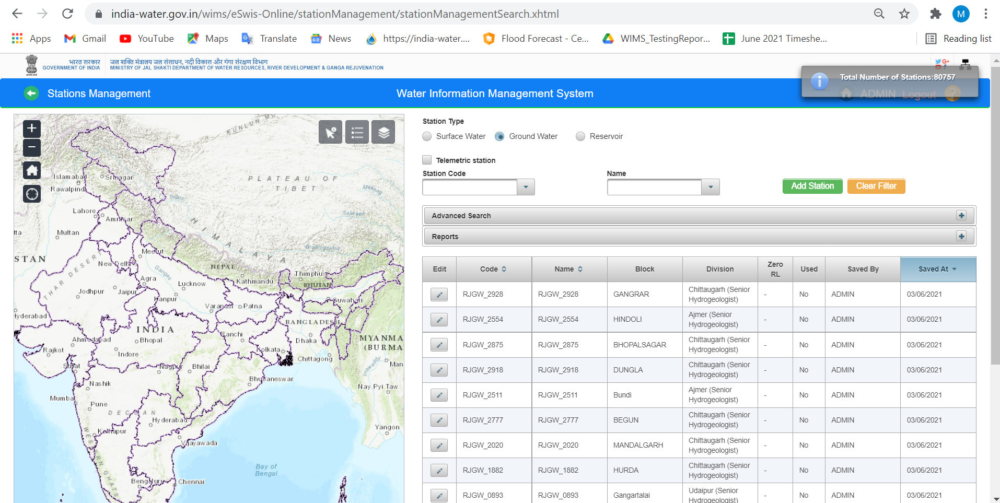 india-water.gov.in/wims/eSwis-Online/stationManagement/stationManagementSearch.xhtml
M
Apps
Gmail
YouTube
Maps
Translate
News
https://india-water....
Flood Forecast - Ce...
WIMS_TestingRepor...
June 2021 Timeshe...
Reading list
भारत सरकार
GOVERNMENT OF INDIA
जल शक्ति मंत्रालय जल संसाधन, नदी विकास और गंगा संरक्षण विभाग
MINISTRY OF JAL SHAKTI DEPARTMENT OF WATER RESOURCES, RIVER DEVELOPMENT & GANGA REJUVENATION
Total Number of Stations:80757
Stations Management
Water Information Management System
ADMIN Logout ?
KUNLUN
Islamabad
Srinagar
Rawalpindi
PLATEAU OF
TIBET
Mekong
Indus
Salween
Lahore
Amritsar
Multan
HIMALAYA
Brahmaputra
STAN
Meerut
New Delhi
THAR DESERT
Ganges
NEPAL
Thimphu
Agra
Kathmandu
BHUTAN
Lucknow
Jodhpur
Jaipur
Kanpur
Guwahati
Varanasi
Patna
Hyderabad
BANGLADESH
INDIA
Ranchi
Ahmedabad
Bhopal
Dhaka
MYANMA
(BURMA
Rajkot
Indore
Kolkata
Chittagong
Surat
Nagpur
Bhilai
Irrawaddy
Man
Bhubaneswar
Nashik
Nay Pyi Taw
Mumbai
Pune
DECCAN
Hyderabad
Yangon
Kolhapur
Vijayawada
WESTERN GHATS
Bay of
Bengal
Bengaluru
Chennai
Station Type
Surface Water Ground Water Reservoir
Telemetric station
Station Code Name
Add Station Clear Filter
Advanced Search
Reports
Edit Code Name Block Division Zero RL Used Saved By Saved At
RJGW_2928 RJGW_2928 GANGRAR Chittaugarh (Senior Hydrogeologist) - No ADMIN 03/06/2021
RJGW_2554 RJGW_2554 HINDOLI Ajmer (Senior Hydrogeologist) - No ADMIN 03/06/2021
RJGW_2875 RJGW_2875 BHOPALSAGAR Chittaugarh (Senior Hydrogeologist) - No ADMIN 03/06/2021
RJGW_2918 RJGW_2918 DUNGLA Chittaugarh (Senior Hydrogeologist) - No ADMIN 03/06/2021
RJGW_2511 RJGW_2511 Bundi Ajmer (Senior Hydrogeologist) - No ADMIN 03/06/2021
RJGW_2777 RJGW_2777 BEGUN Chittaugarh (Senior Hydrogeologist) - No ADMIN 03/06/2021
RJGW_2020 RJGW_2020 MANDALGARH Chittaugarh (Senior Hydrogeologist) - No ADMIN 03/06/2021
RJGW_1882 RJGW_1882 HURDA Chittaugarh (Senior Hydrogeologist) - No ADMIN 03/06/2021
RJGW_0893 RJGW_0893 Gangartalai Udaipur (Senior Hydrogeologist) - No ADMIN 03/06/2021